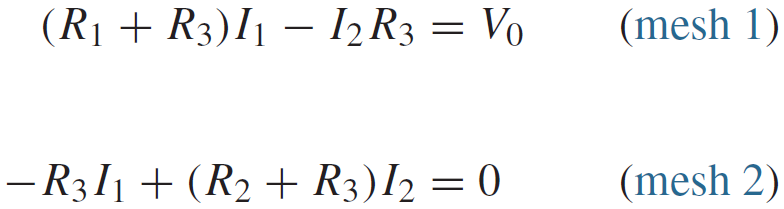 (R₁ + R₃)I₁ − I₂R₃ = V₀ (mesh 1)
−R₃I₁ + (R₂ + R₃)I₂ = 0 (mesh 2)